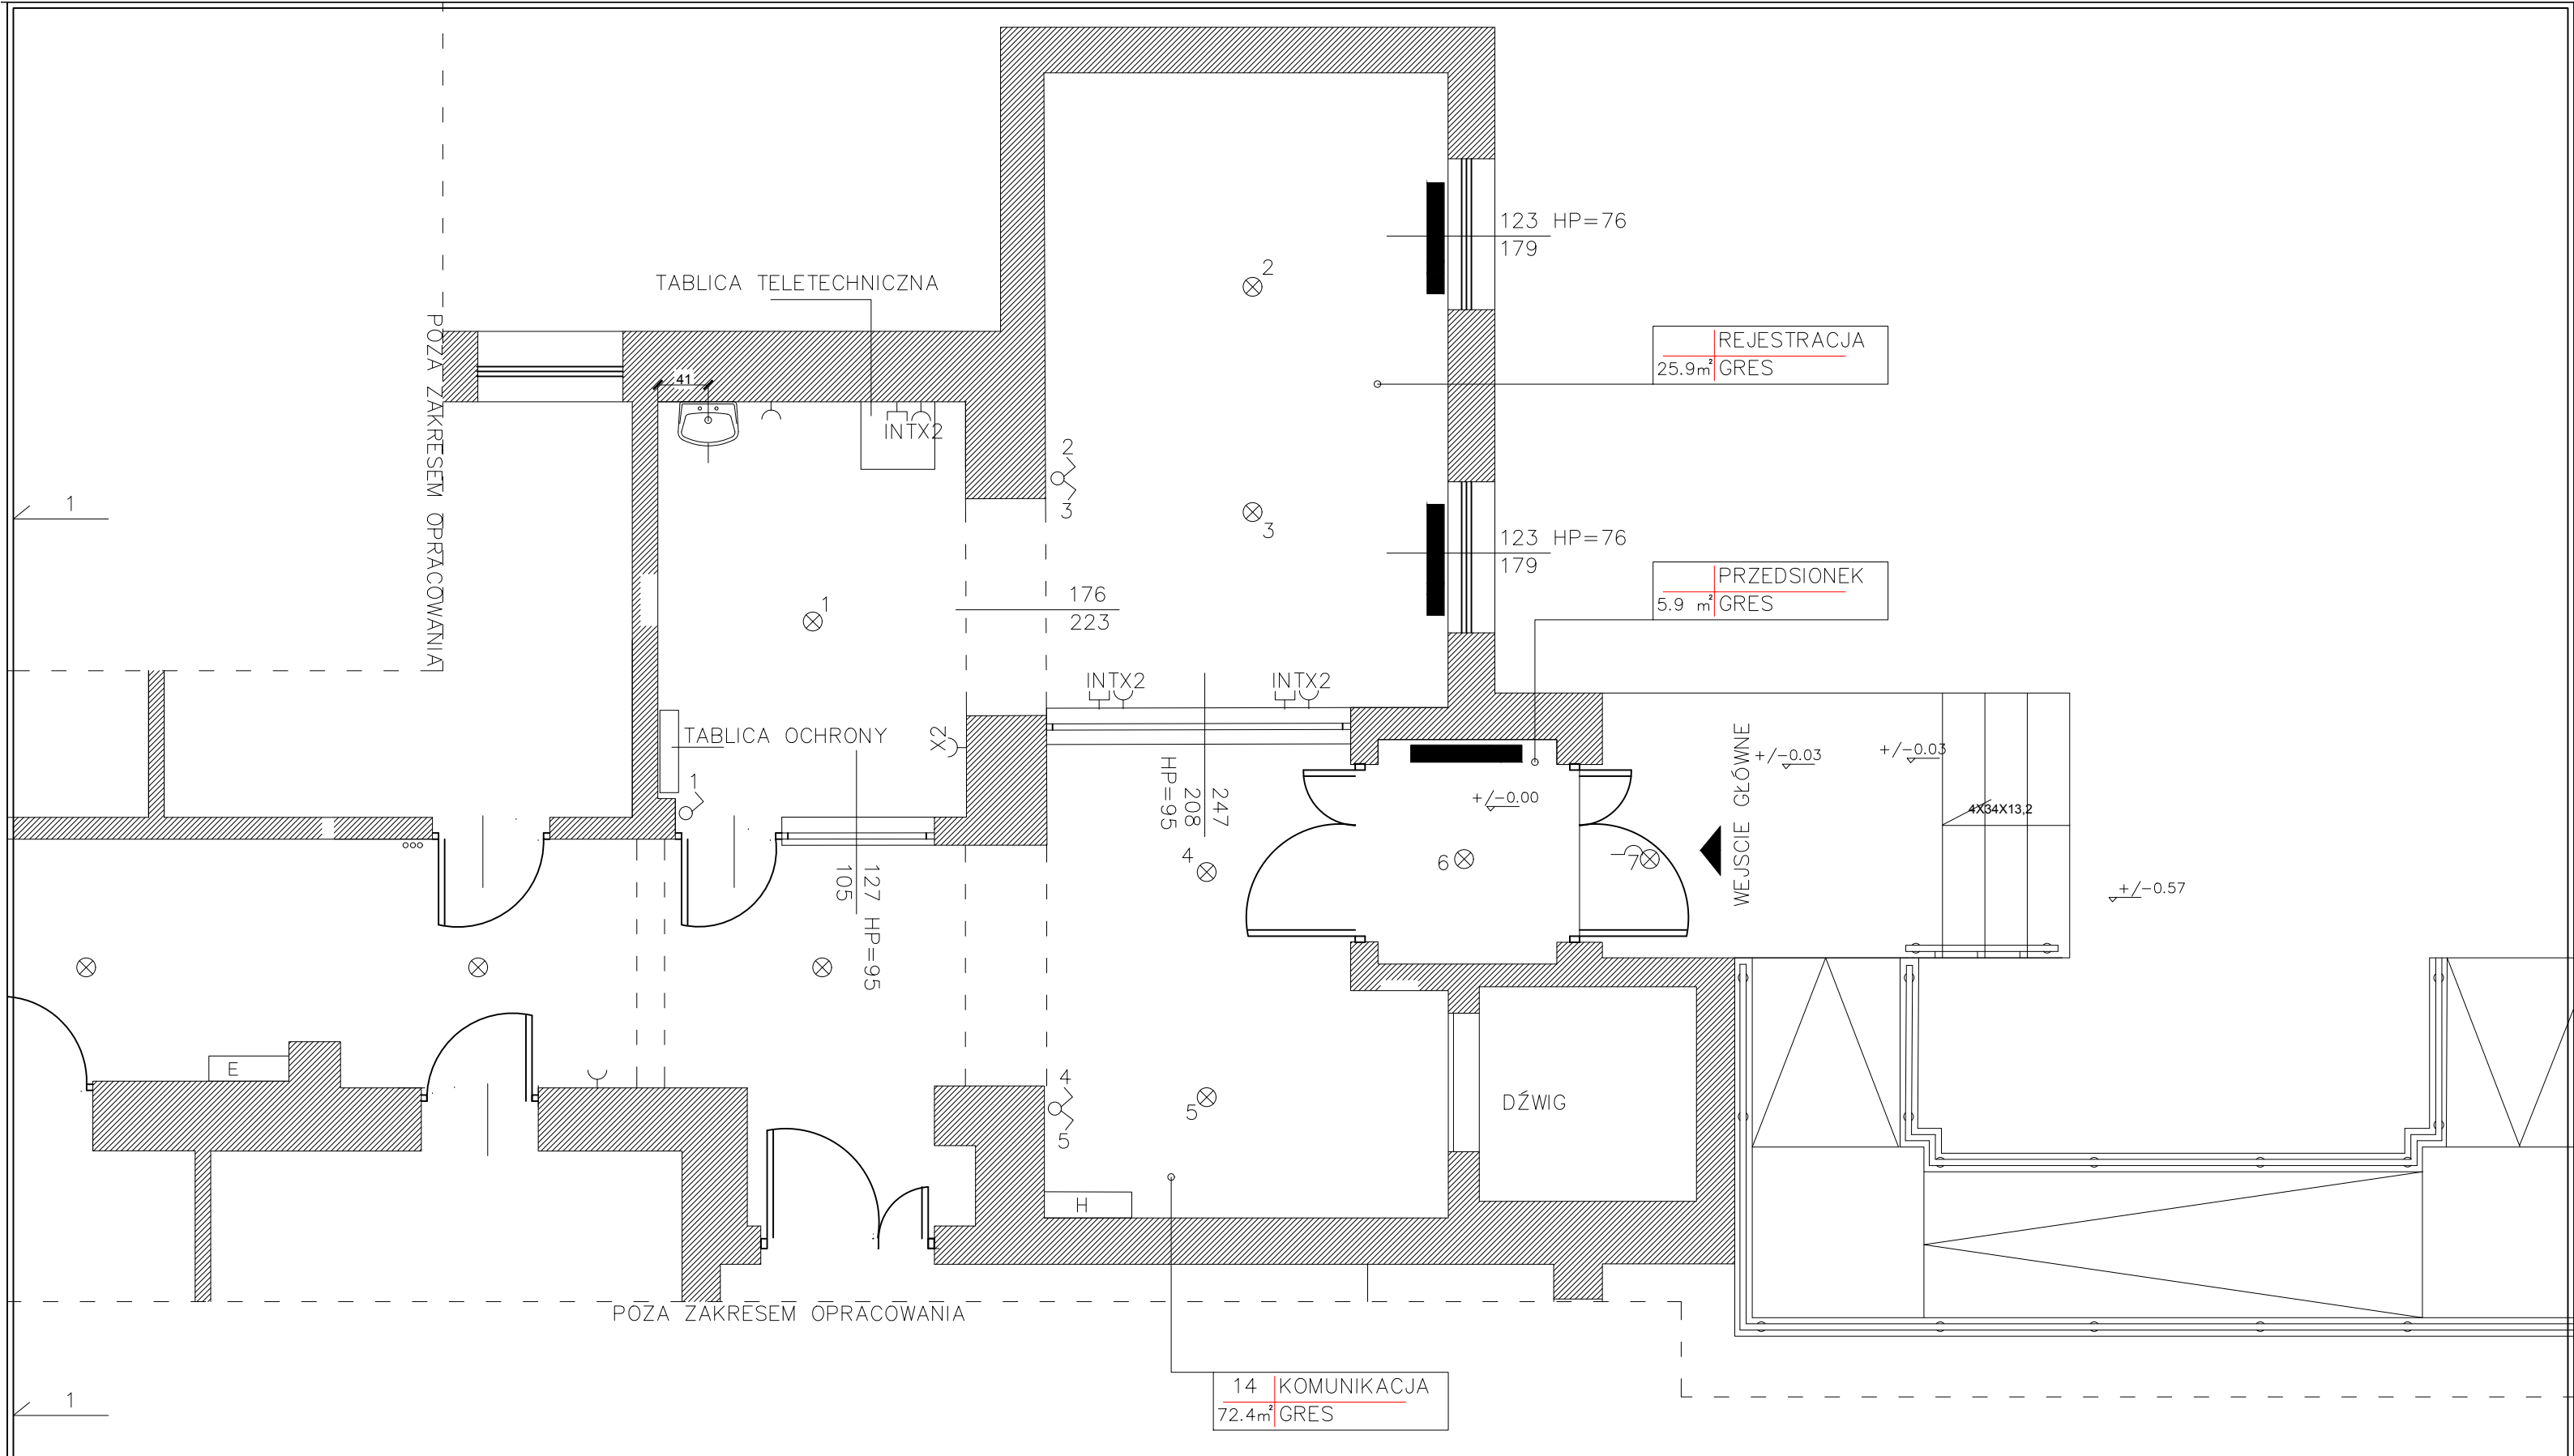 123 HP=76
179
2
TABLICA TELETECHNICZNA
POZA ZAKRESEM OPRACOWANIA
REJESTRACJA
25.9m² GRES
41
INTX2
2
3
1
3
123 HP=76
179
PRZEDSIONEK
5.9 m² GRES
1
176
223
INTX2
INTX2
TABLICA OCHRONY
X2
1
247
208
HP=95
WEJSCIE GŁÓWNE
+/-0.03
+/-0.03
+/-0.00
4X34X13,2
4
6
7
127 HP=95
105
+/-0.57
E
4
5
5
DŹWIG
H
POZA ZAKRESEM OPRACOWANIA
14 KOMUNIKACJA
72.4m² GRES
1